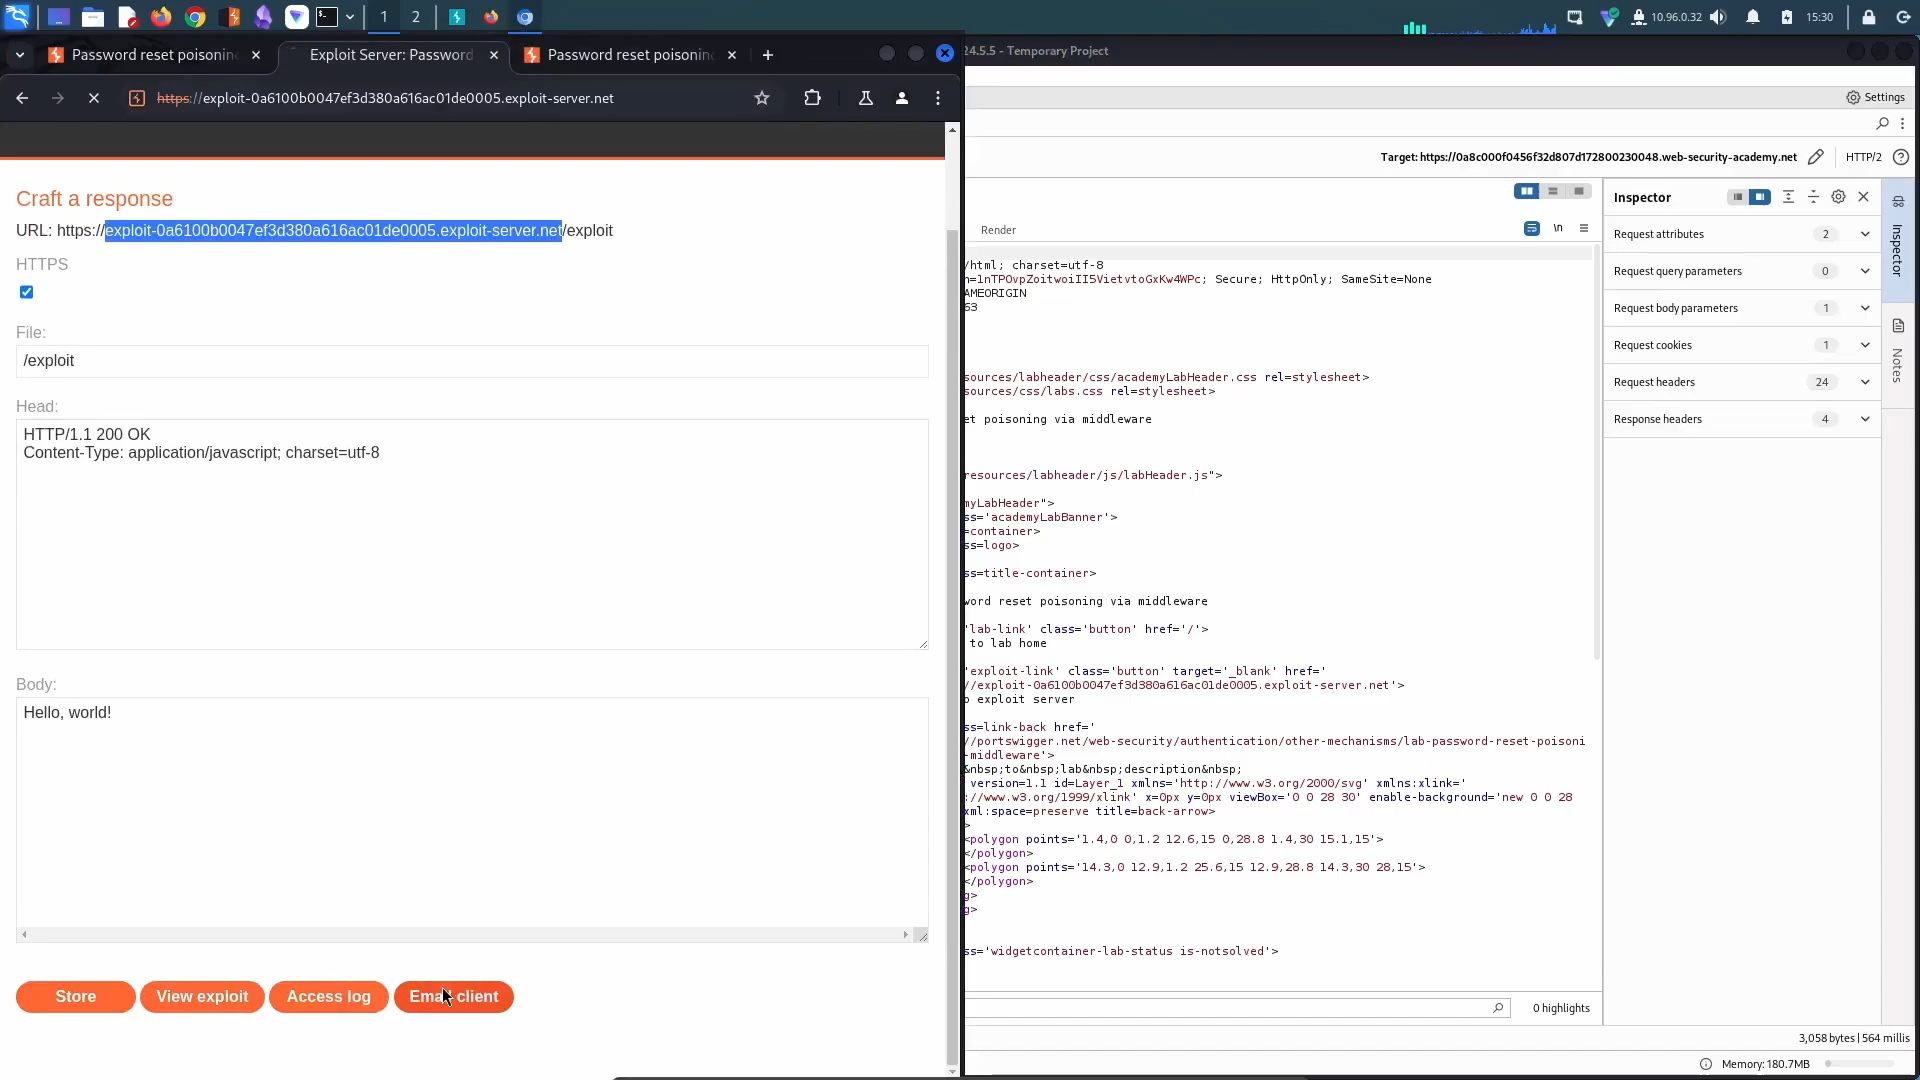 1
2
10.96.0.32
15:30
Password reset poisonin
Exploit Server: Password
Password reset poisonin
24.5.5 - Temporary Project
https://exploit-0a6100b0047ef3d380a616ac01de0005.exploit-server.net
Settings
Target: https://0a8c000f0456f32d807d172800230048.web-security-academy.net
HTTP/2
Craft a response
URL: https://exploit-0a6100b0047ef3d380a616ac01de0005.exploit-server.net/exploit
HTTPS
File:
/exploit
Head:
HTTP/1.1 200 OK
Content-Type: application/javascript; charset=utf-8
Body:
Hello, world!
Store
View exploit
Access log
Email client
Render
\n
/html; charset=utf-8
n=1nTPOvpZoitwoiII5VietvtoGxKw4WPc; Secure; HttpOnly; SameSite=None
AMEORIGIN
63
sources/labheader/css/academyLabHeader.css rel=stylesheet>
sources/css/labs.css rel=stylesheet>
et poisoning via middleware
resources/labheader/js/labHeader.js">
myLabHeader">
ss='academyLabBanner'>
=container>
ss=logo>
ss=title-container>
word reset poisoning via middleware
'lab-link' class='button' href='/'>
to lab home
'exploit-link' class='button' target='_blank' href='
//exploit-0a6100b0047ef3d380a616ac01de0005.exploit-server.net'>
o exploit server
ss=link-back href='
//portswigger.net/web-security/authentication/other-mechanisms/lab-password-reset-poisoni
-middleware'>
&nbsp;to&nbsp;lab&nbsp;description&nbsp;
version=1.1 id=Layer_1 xmlns='http://www.w3.org/2000/svg' xmlns:xlink='
://www.w3.org/1999/xlink' x=0px y=0px viewBox='0 0 28 30' enable-background='new 0 0 28
xml:space=preserve title=back-arrow>
>
<polygon points='1.4,0 0,1.2 12.6,15 0,28.8 1.4,30 15.1,15'>
</polygon>
<polygon points='14.3,0 12.9,1.2 25.6,15 12.9,28.8 14.3,30 28,15'>
</polygon>
g>
g>
ss='widgetcontainer-lab-status is-notsolved'>
0 highlights
Inspector
Request attributes 2
Request query parameters 0
Request body parameters 1
Request cookies 1
Request headers 24
Response headers 4
Inspector
Notes
3,058 bytes | 564 millis
Memory: 180.7MB